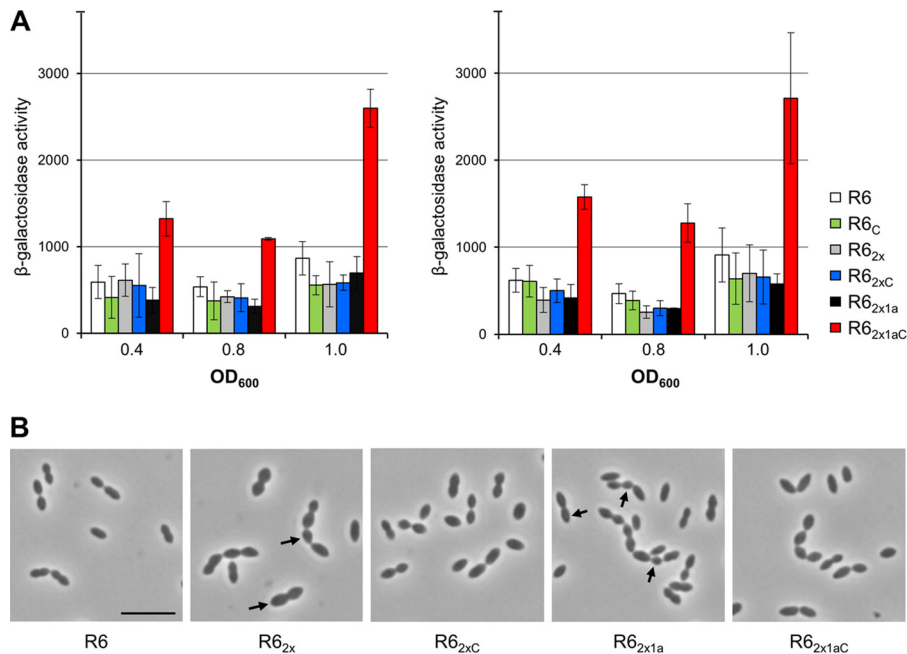 A
β-galactosidase activity
3000
2000
1000
0
0.4 0.8 1.0
OD600
β-galactosidase activity
3000
2000
1000
0
0.4 0.8 1.0
OD600
R6
R6C
R62x
R62xC
R62x1a
R62x1aC
B
R6 R62x R62xC R62x1a R62x1aC